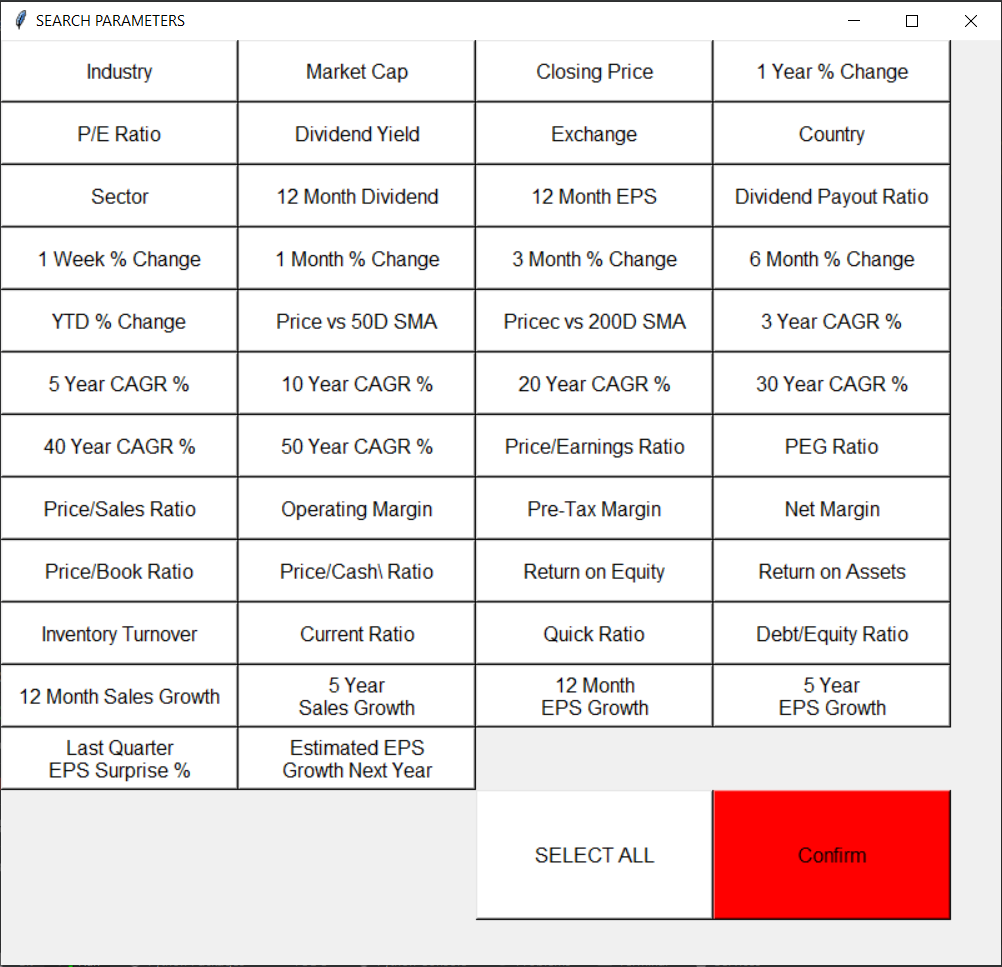 SEARCH PARAMETERS
Industry
Market Cap
Closing Price
1 Year % Change
P/E Ratio
Dividend Yield
Exchange
Country
Sector
12 Month Dividend
12 Month EPS
Dividend Payout Ratio
1 Week % Change
1 Month % Change
3 Month % Change
6 Month % Change
YTD % Change
Price vs 50D SMA
Pricec vs 200D SMA
3 Year CAGR %
5 Year CAGR %
10 Year CAGR %
20 Year CAGR %
30 Year CAGR %
40 Year CAGR %
50 Year CAGR %
Price/Earnings Ratio
PEG Ratio
Price/Sales Ratio
Operating Margin
Pre-Tax Margin
Net Margin
Price/Book Ratio
Price/Cash\ Ratio
Return on Equity
Return on Assets
Inventory Turnover
Current Ratio
Quick Ratio
Debt/Equity Ratio
12 Month Sales Growth
5 Year
Sales Growth
12 Month
EPS Growth
5 Year
EPS Growth
Last Quarter
EPS Surprise %
Estimated EPS
Growth Next Year
SELECT ALL
Confirm